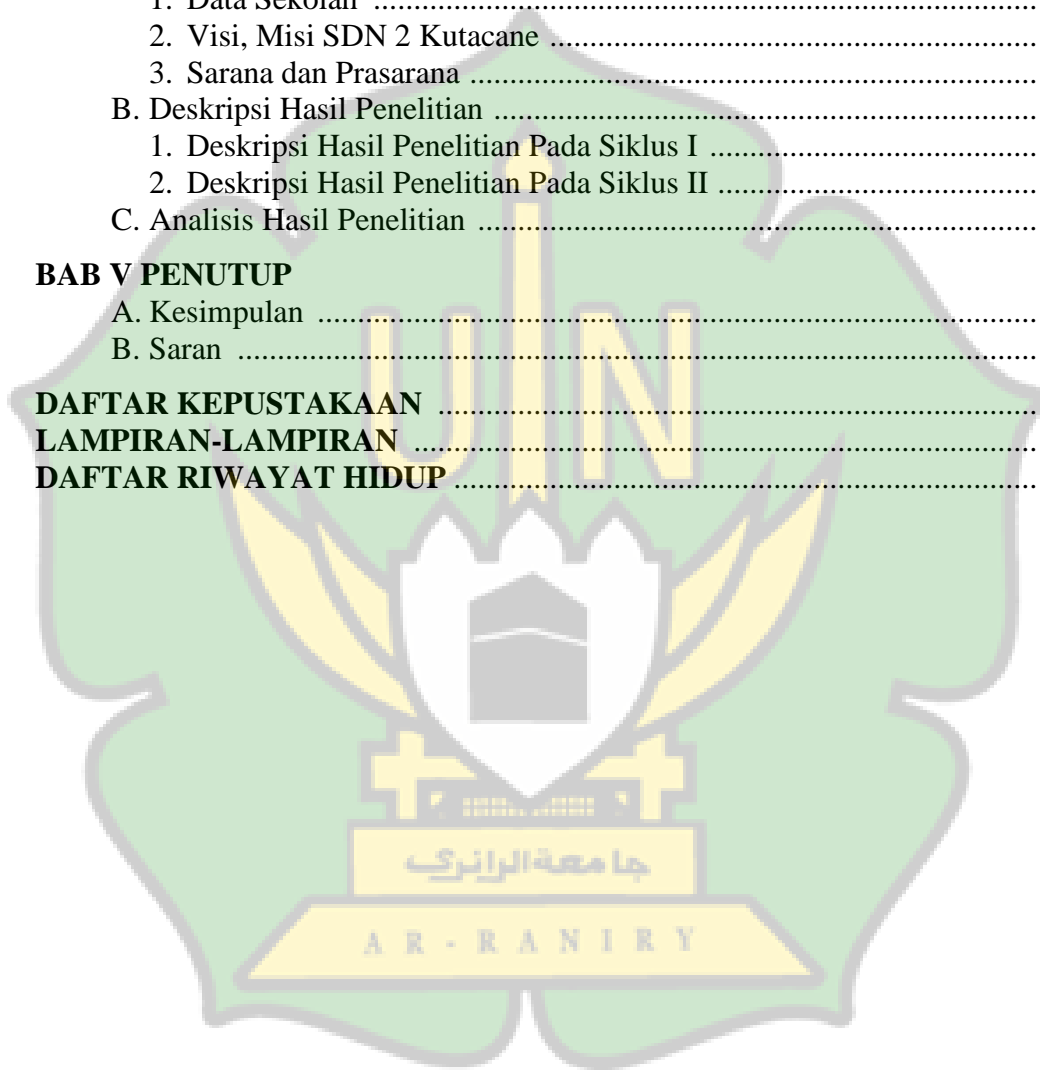 1. Data Sekolah ........................................................................................
2. Visi, Misi SDN 2 Kutacane ................................................................
3. Sarana dan Prasarana ..........................................................................
B. Deskripsi Hasil Penelitian ........................................................................
1. Deskripsi Hasil Penelitian Pada Siklus I ............................................
2. Deskripsi Hasil Penelitian Pada Siklus II ...........................................
C. Analisis Hasil Penelitian ..........................................................................
BAB V PENUTUP
A. Kesimpulan ..............................................................................................
B. Saran .........................................................................................................
DAFTAR KEPUSTAKAAN ............................................................................
LAMPIRAN-LAMPIRAN ................................................................................
DAFTAR RIWAYAT HIDUP ...........................................................................
UIN
جامعة الرانري
AR-RANIRY